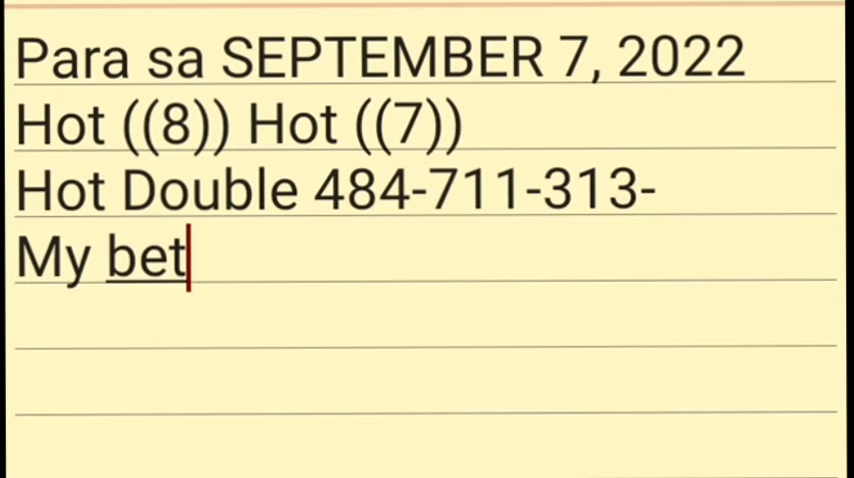 Para sa SEPTEMBER 7, 2022
Hot ((8)) Hot ((7))
Hot Double 484-711-313-
My bet